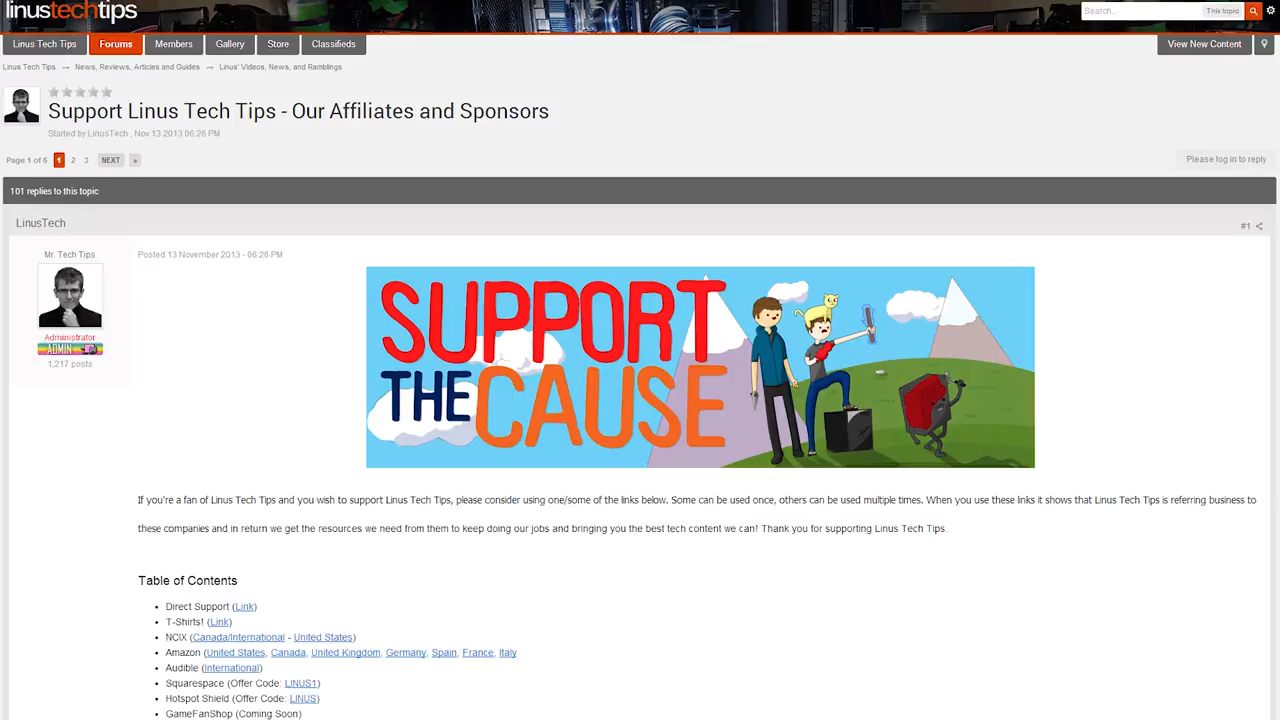 linustechtips
Search...
This topic
Linus Tech Tips
Forums
Members
Gallery
Store
Classifieds
View New Content
Linus Tech Tips → News, Reviews, Articles and Guides → Linus' Videos, News, and Ramblings
Support Linus Tech Tips - Our Affiliates and Sponsors
Started by LinusTech , Nov 13 2013 06:26 PM
Page 1 of 6 1 2 3 NEXT »
Please log in to reply
101 replies to this topic
LinusTech
#1
Mr. Tech Tips
Administrator
ADMIN
1,217 posts
Posted 13 November 2013 - 06:26 PM
SUPPORT
THE CAUSE
If you're a fan of Linus Tech Tips and you wish to support Linus Tech Tips, please consider using one/some of the links below. Some can be used once, others can be used multiple times. When you use these links it shows that Linus Tech Tips is referring business to
these companies and in return we get the resources we need from them to keep doing our jobs and bringing you the best tech content we can! Thank you for supporting Linus Tech Tips.
Table of Contents
• Direct Support (Link)
• T-Shirts! (Link)
• NCIX (Canada/International - United States)
• Amazon (United States, Canada, United Kingdom, Germany, Spain, France, Italy
• Audible (International)
• Squarespace (Offer Code: LINUS1)
• Hotspot Shield (Offer Code: LINUS)
• GameFanShop (Coming Soon)